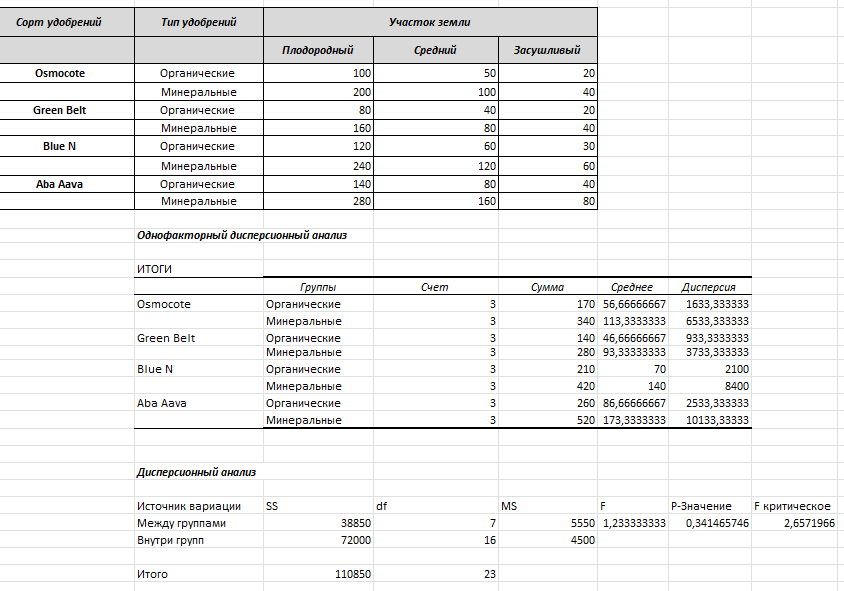 Сорт удобрений Тип удобрений Участок земли
Плодородный Средний Засушливый
Osmocote Органические 100 50 20
Минеральные 200 100 40
Green Belt Органические 80 40 20
Минеральные 160 80 40
Blue N Органические 120 60 30
Минеральные 240 120 60
Aba Aava Органические 140 80 40
Минеральные 280 160 80
Однофакторный дисперсионный анализ
ИТОГИ
Группы Счет Сумма Среднее Дисперсия
Osmocote Органические 3 170 56,66666667 1633,333333
Минеральные 3 340 113,3333333 6533,333333
Green Belt Органические 3 140 46,66666667 933,3333333
Минеральные 3 280 93,33333333 3733,333333
Blue N Органические 3 210 70 2100
Минеральные 3 420 140 8400
Aba Aava Органические 3 260 86,66666667 2533,333333
Минеральные 3 520 173,3333333 10133,33333
Дисперсионный анализ
Источник вариации SS df MS F P-Значение F критическое
Между группами 38850 7 5550 1,233333333 0,341465746 2,6571966
Внутри групп 72000 16 4500
Итого 110850 23